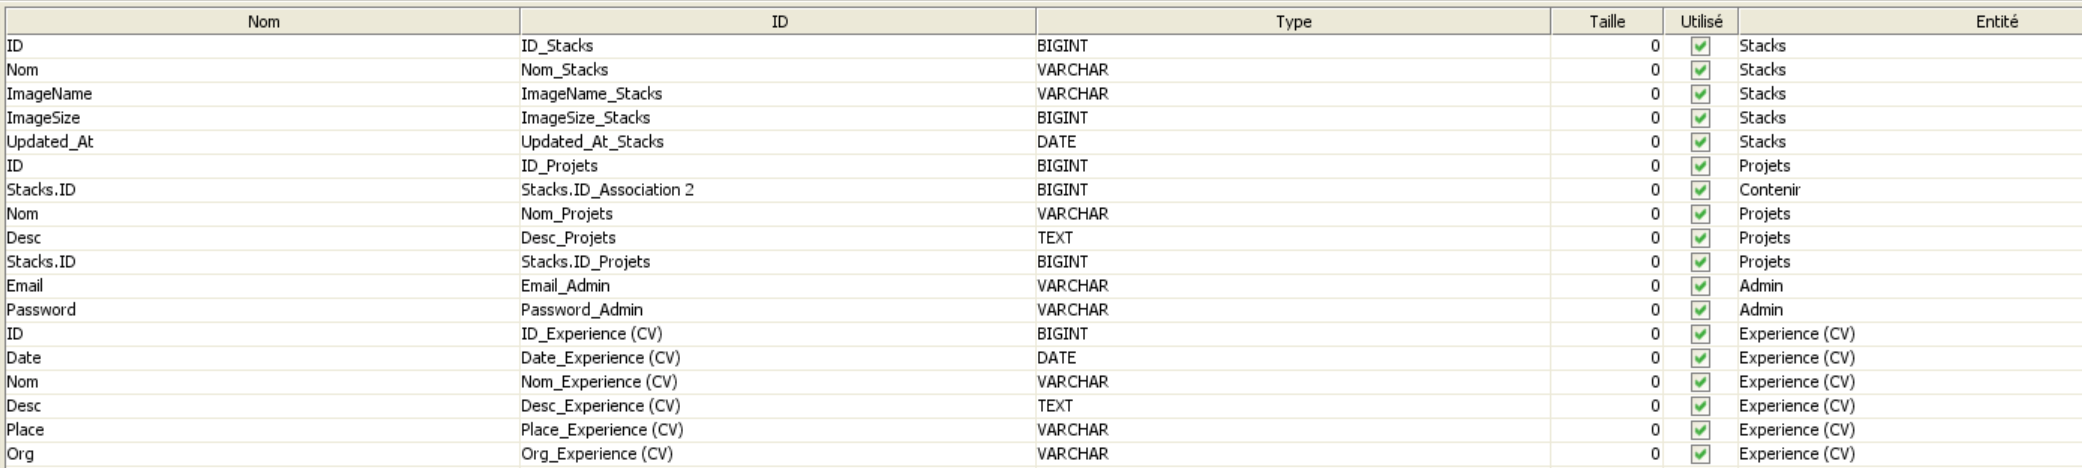 Nom ID Type Taille Utilisé Entité
ID ID_Stacks BIGINT 0 Stacks
Nom Nom_Stacks VARCHAR 0 Stacks
ImageName ImageName_Stacks VARCHAR 0 Stacks
ImageSize ImageSize_Stacks BIGINT 0 Stacks
Updated_At Updated_At_Stacks DATE 0 Stacks
ID ID_Projets BIGINT 0 Projets
Stacks.ID Stacks.ID_Association 2 BIGINT 0 Contenir
Nom Nom_Projets VARCHAR 0 Projets
Desc Desc_Projets TEXT 0 Projets
Stacks.ID Stacks.ID_Projets BIGINT 0 Projets
Email Email_Admin VARCHAR 0 Admin
Password Password_Admin VARCHAR 0 Admin
ID ID_Experience (CV) BIGINT 0 Experience (CV)
Date Date_Experience (CV) DATE 0 Experience (CV)
Nom Nom_Experience (CV) VARCHAR 0 Experience (CV)
Desc Desc_Experience (CV) TEXT 0 Experience (CV)
Place Place_Experience (CV) VARCHAR 0 Experience (CV)
Org Org_Experience (CV) VARCHAR 0 Experience (CV)